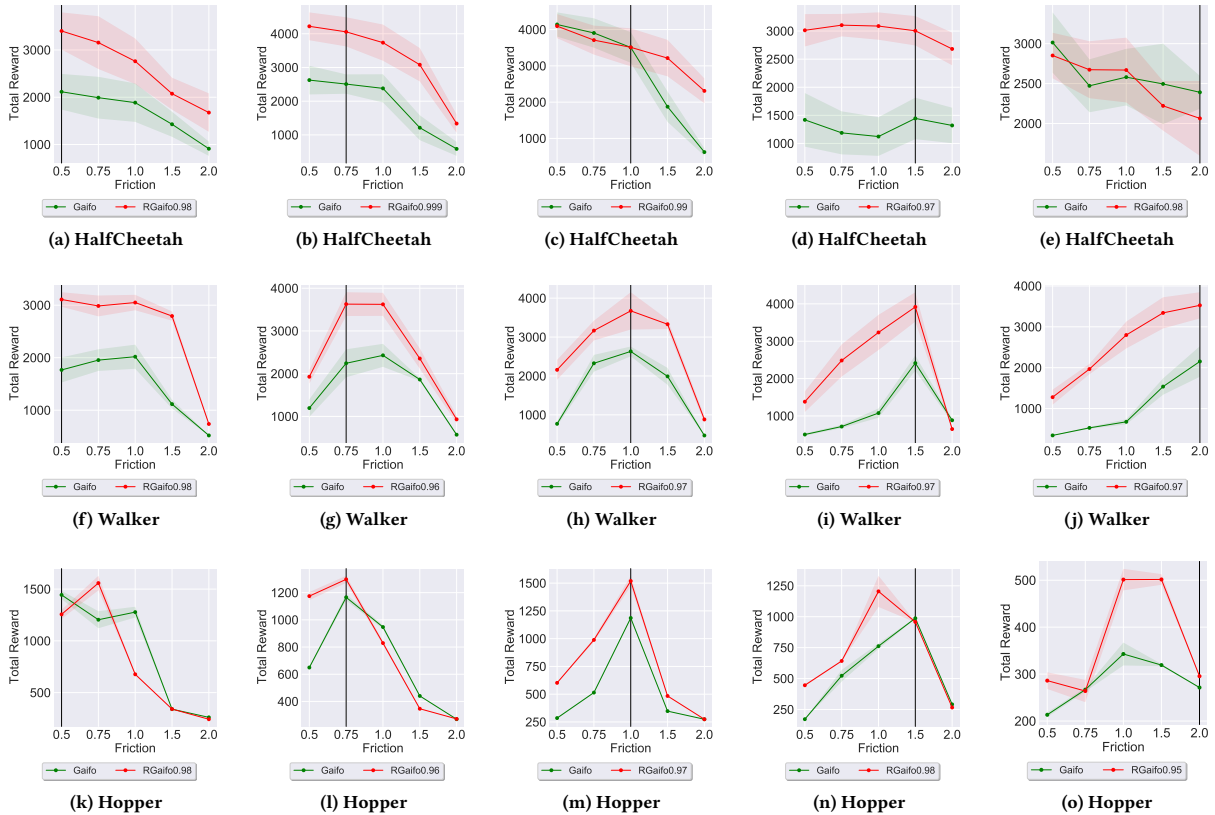 Total Reward
3000
2000
1000
0.5 0.75 1.0 1.5 2.0
Friction
Gaifo RGaifo0.98
(a) HalfCheetah
Total Reward
4000
3000
2000
1000
0.5 0.75 1.0 1.5 2.0
Friction
Gaifo RGaifo0.999
(b) HalfCheetah
Total Reward
4000
3000
2000
1000
0.5 0.75 1.0 1.5 2.0
Friction
Gaifo RGaifo0.99
(c) HalfCheetah
Total Reward
3000
2500
2000
1500
1000
0.5 0.75 1.0 1.5 2.0
Friction
Gaifo RGaifo0.97
(d) HalfCheetah
Total Reward
3000
2500
2000
0.5 0.75 1.0 1.5 2.0
Friction
Gaifo RGaifo0.98
(e) HalfCheetah
Total Reward
3000
2000
1000
0.5 0.75 1.0 1.5 2.0
Friction
Gaifo RGaifo0.98
(f) Walker
Total Reward
4000
3000
2000
1000
0.5 0.75 1.0 1.5 2.0
Friction
Gaifo RGaifo0.96
(g) Walker
Total Reward
4000
3000
2000
1000
0.5 0.75 1.0 1.5 2.0
Friction
Gaifo RGaifo0.97
(h) Walker
Total Reward
4000
3000
2000
1000
0.5 0.75 1.0 1.5 2.0
Friction
Gaifo RGaifo0.97
(i) Walker
Total Reward
4000
3000
2000
1000
0.5 0.75 1.0 1.5 2.0
Friction
Gaifo RGaifo0.97
(j) Walker
Total Reward
1500
1000
500
0.5 0.75 1.0 1.5 2.0
Friction
Gaifo RGaifo0.98
(k) Hopper
Total Reward
1200
1000
800
600
400
0.5 0.75 1.0 1.5 2.0
Friction
Gaifo RGaifo0.96
(l) Hopper
Total Reward
1500
1250
1000
750
500
250
0.5 0.75 1.0 1.5 2.0
Friction
Gaifo RGaifo0.97
(m) Hopper
Total Reward
1250
1000
750
500
250
0.5 0.75 1.0 1.5 2.0
Friction
Gaifo RGaifo0.98
(n) Hopper
Total Reward
500
400
300
200
0.5 0.75 1.0 1.5 2.0
Friction
Gaifo RGaifo0.95
(o) Hopper